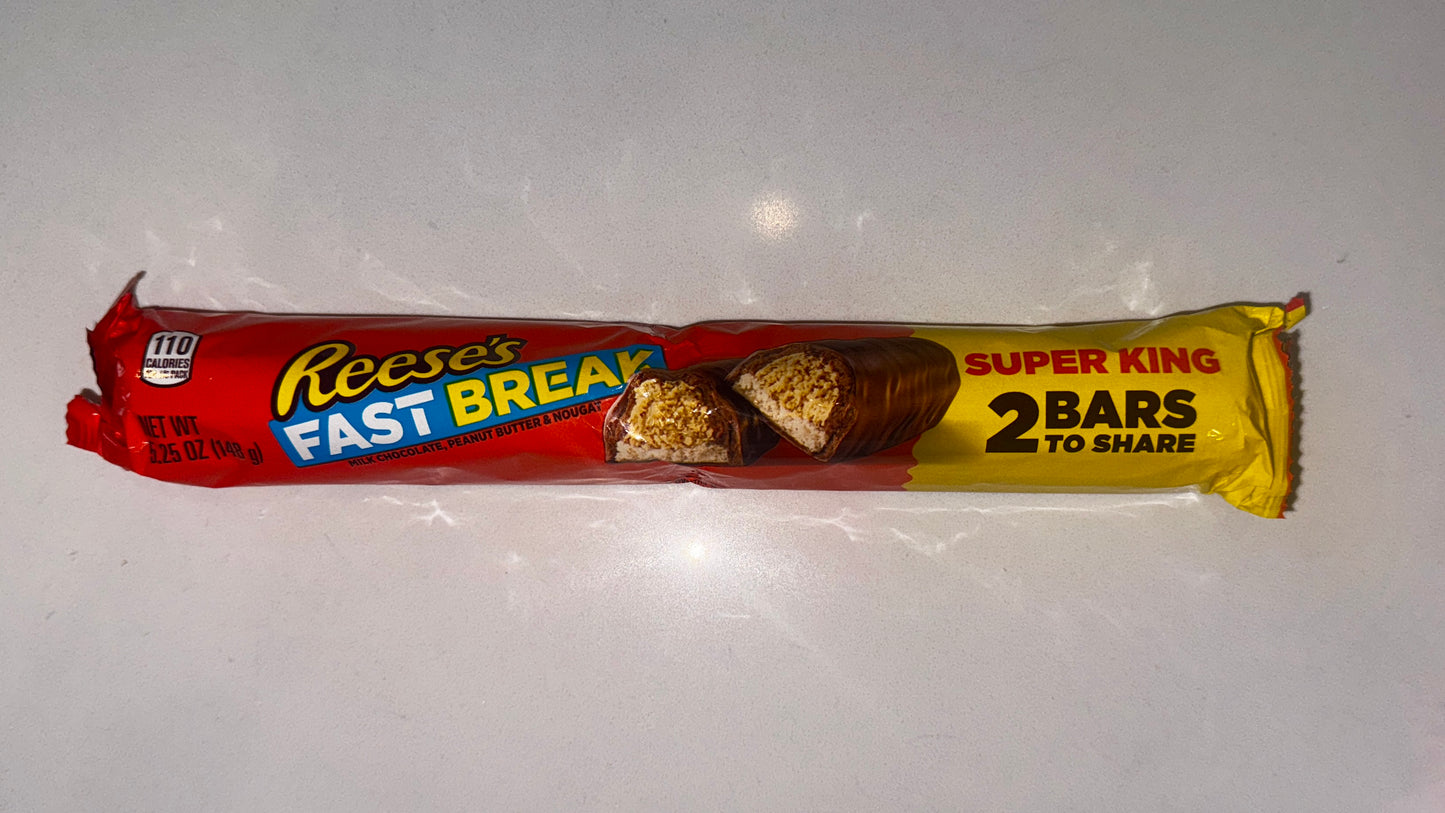 110
CALORIES
NET WT
5.25 OZ (148 g)
Reese's
FAST BREAK
MILK CHOCOLATE, PEANUT BUTTER & NOUGAT
SUPER KING
2 BARS
TO SHARE